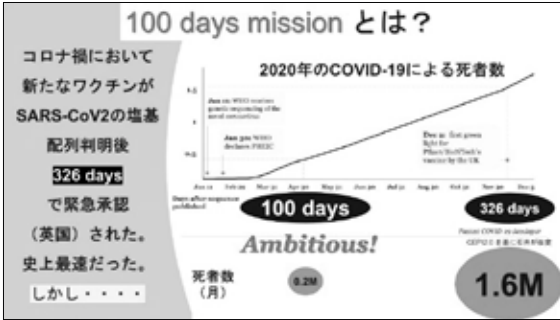 100 days mission とは?
コロナ禍において
新たなワクチンが
SARS-CoV2の塩基
配列判明後
326 days
で緊急承認
(英国)された。
史上最速だった。
しかし・・・・
2020年のCOVID-19による死者数
1.5
1
0.5
WHO receives
genetic sequencing of the
novel coronavirus
Jan 30: WHO
declares PHEIC
Dec 2: first green
light for
Pfizer/BioNTech's
vaccine by the UK
Days after sequence
published
100 days
326 days
Ambitious!
死者数
(月)
0.2M
1.6M